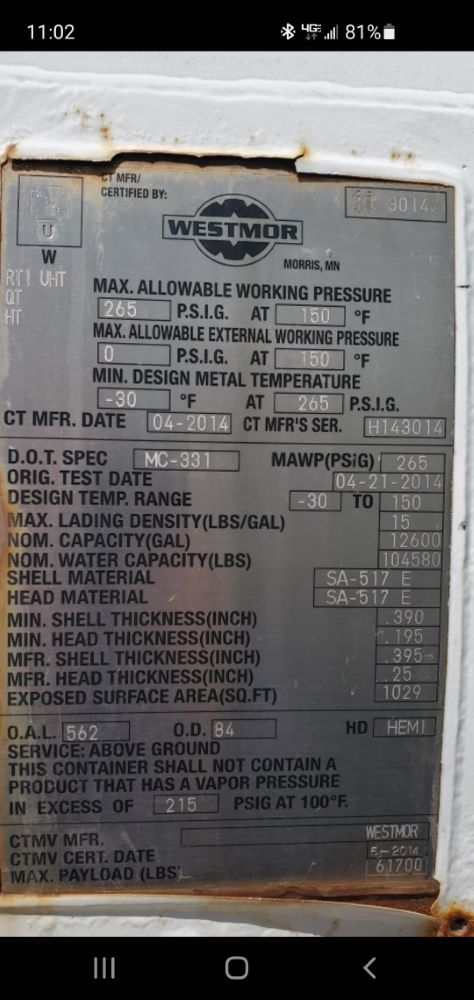 11:02 4G 81%
CT MFR/
CERTIFIED BY:
3014
U
W
WESTMOR
MORRIS, MN
RT1 UHT
QT
HT
MAX. ALLOWABLE WORKING PRESSURE
265 P.S.I.G. AT 150 °F
MAX. ALLOWABLE EXTERNAL WORKING PRESSURE
0 P.S.I.G. AT 150 °F
MIN. DESIGN METAL TEMPERATURE
-30 °F AT 265 P.S.I.G.
CT MFR. DATE 04-2014 CT MFR'S SER. H143014
D.O.T. SPEC MC-331 MAWP(PSiG) 265
ORIG. TEST DATE 04-21-2014
DESIGN TEMP. RANGE -30 TO 150
MAX. LADING DENSITY(LBS/GAL) 15
NOM. CAPACITY(GAL) 12600
NOM. WATER CAPACITY(LBS) 104580
SHELL MATERIAL SA-517 E
HEAD MATERIAL SA-517 E
MIN. SHELL THICKNESS(INCH) .390
MIN. HEAD THICKNESS(INCH) .195
MFR. SHELL THICKNESS(INCH) .395
MFR. HEAD THICKNESS(INCH) .25
EXPOSED SURFACE AREA(SQ.FT) 1029
O.A.L. 562 O.D. 84 HD HEMI
SERVICE: ABOVE GROUND
THIS CONTAINER SHALL NOT CONTAIN A
PRODUCT THAT HAS A VAPOR PRESSURE
IN EXCESS OF 215 PSIG AT 100°F.
CTMV MFR. WESTMOR
CTMV CERT. DATE 5-2014
MAX. PAYLOAD (LBS) 61700